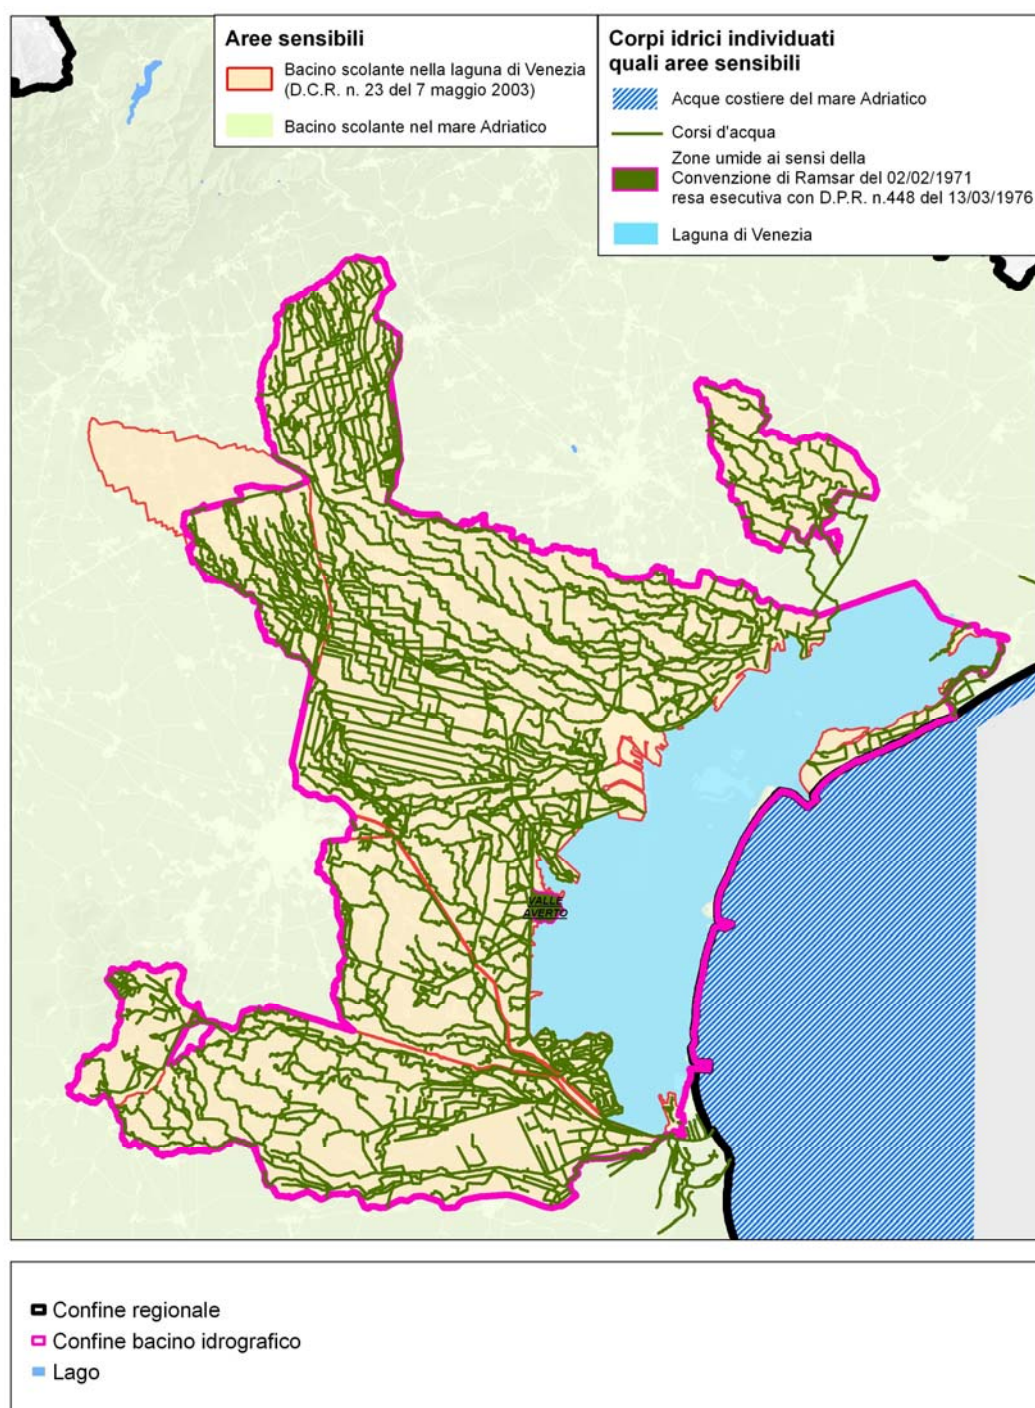 Aree sensibili
Bacino scolante nella laguna di Venezia
(D.C.R. n. 23 del 7 maggio 2003)
Bacino scolante nel mare Adriatico
Corpi idrici individuati
quali aree sensibili
Acque costiere del mare Adriatico
Corsi d'acqua
Zone umide ai sensi della
Convenzione di Ramsar del 02/02/1971
resa esecutiva con D.P.R. n.448 del 13/03/1976
Laguna di Venezia
VALLE
AVERTO
Confine regionale
Confine bacino idrografico
Lago